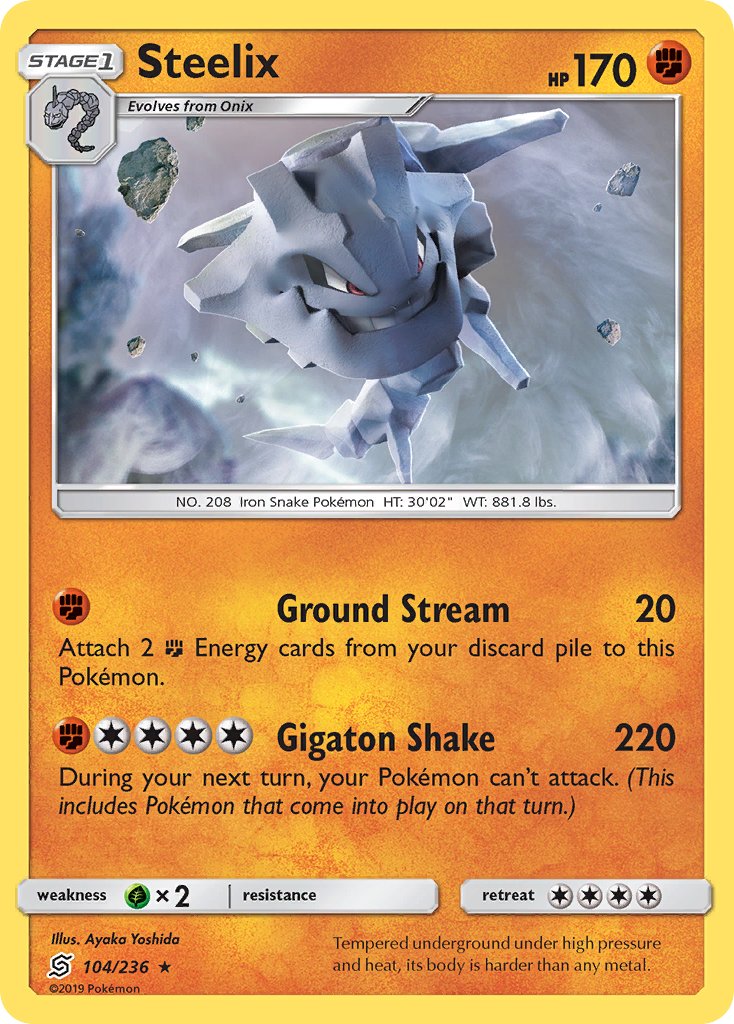 STAGE 1
Steelix
HP 170
Evolves from Onix
NO. 208 Iron Snake Pokémon HT: 30'02" WT: 881.8 lbs.
Ground Stream 20
Attach 2 Energy cards from your discard pile to this
Pokémon.
Gigaton Shake 220
During your next turn, your Pokémon can't attack. (This
includes Pokémon that come into play on that turn.)
weakness ×2 resistance retreat
Illus. Ayaka Yoshida
104/236 ★
©2019 Pokémon
Tempered underground under high pressure
and heat, its body is harder than any metal.